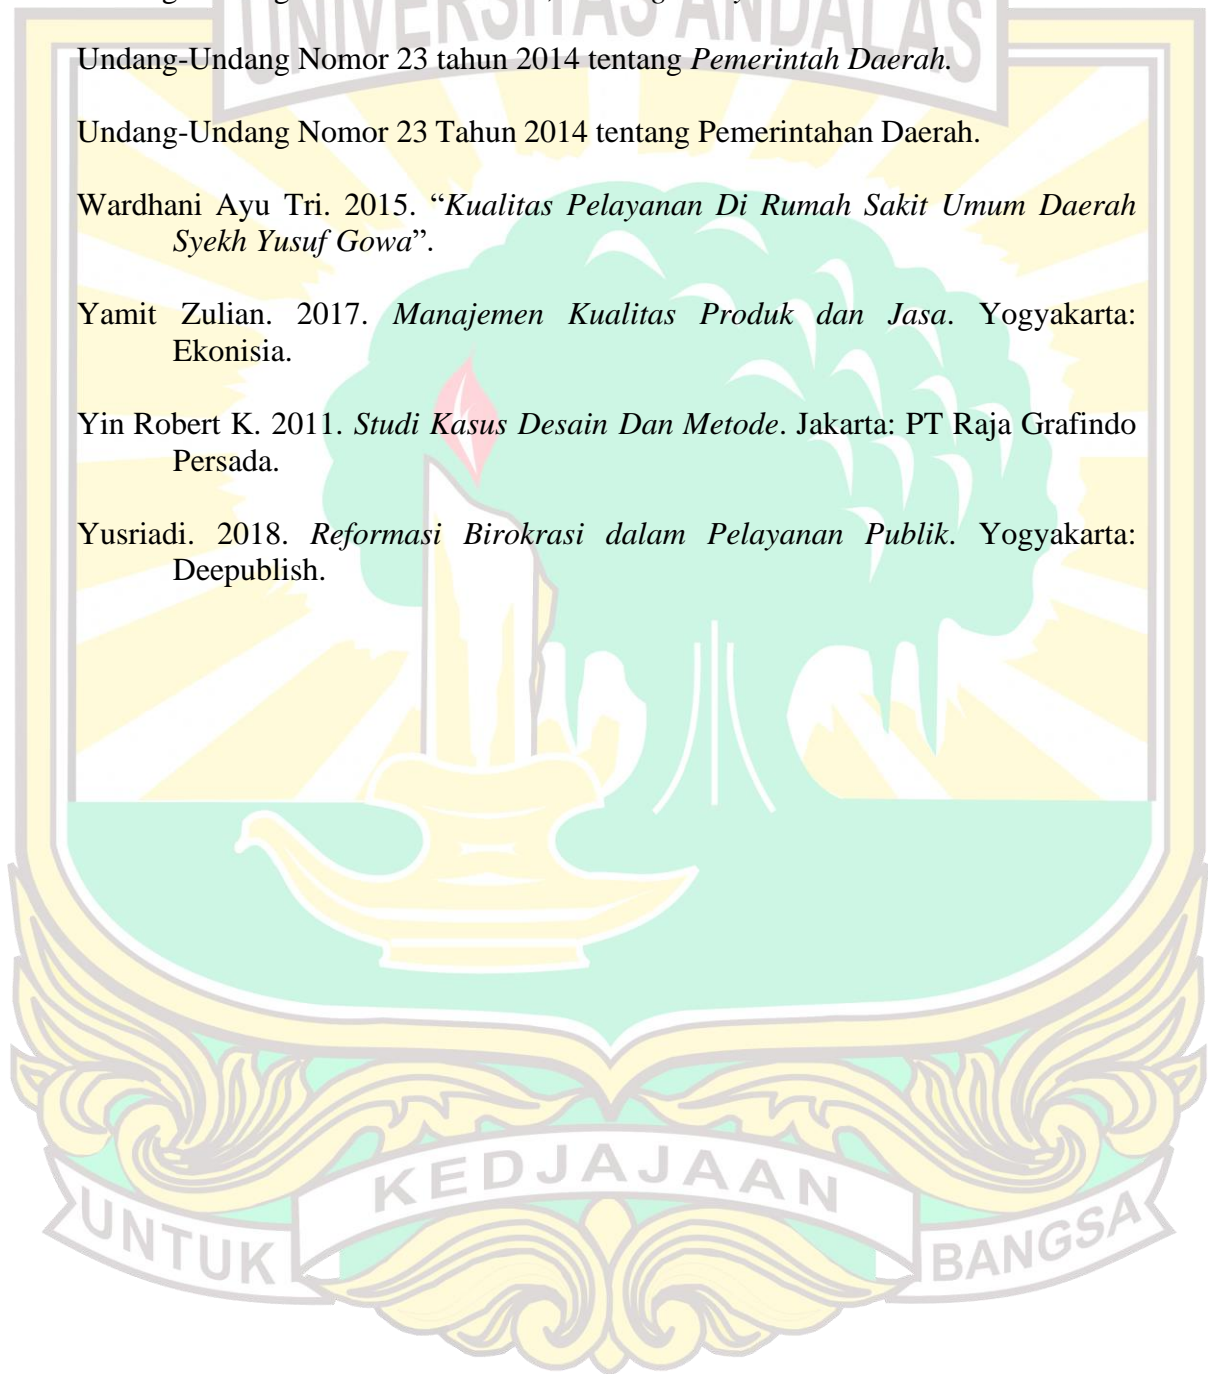 UNIVERSITAS ANDALAS
Undang-Undang Nomor 23 tahun 2014 tentang Pemerintah Daerah.
Undang-Undang Nomor 23 Tahun 2014 tentang Pemerintahan Daerah.
Wardhani Ayu Tri. 2015. “Kualitas Pelayanan Di Rumah Sakit Umum Daerah
Syekh Yusuf Gowa”.
Yamit Zulian. 2017. Manajemen Kualitas Produk dan Jasa. Yogyakarta:
Ekonisia.
Yin Robert K. 2011. Studi Kasus Desain Dan Metode. Jakarta: PT Raja Grafindo
Persada.
Yusriadi. 2018. Reformasi Birokrasi dalam Pelayanan Publik. Yogyakarta:
Deepublish.
UNTUK KEDJAJAAN BANGSA